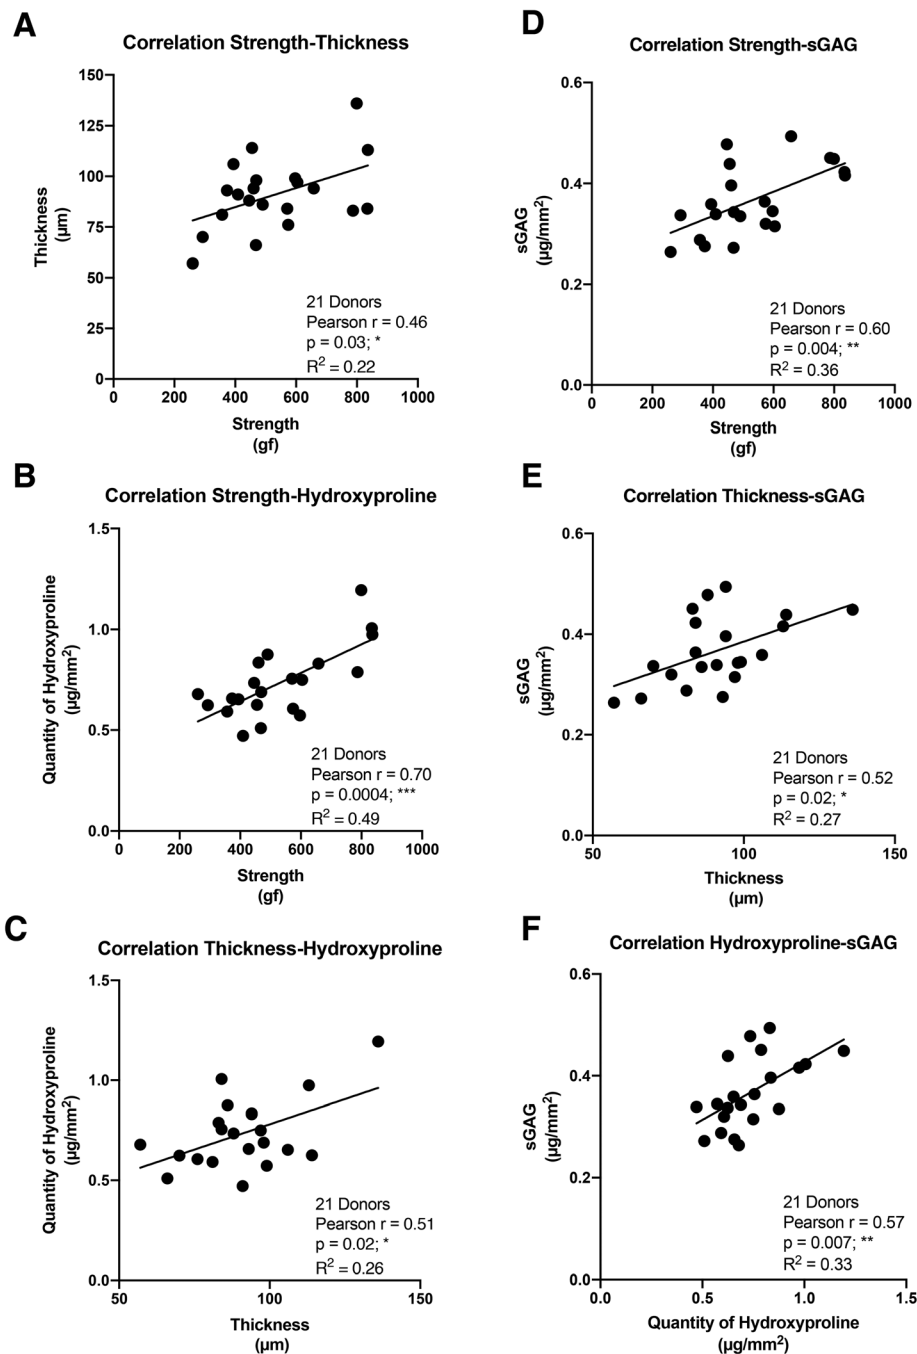 A
Correlation Strength-Thickness
Thickness
(µm)
150
125
100
75
50
25
0
0 200 400 600 800 1000
Strength
(gf)
21 Donors
Pearson r = 0.46
p = 0.03; *
R² = 0.22
B
Correlation Strength-Hydroxyproline
Quantity of Hydroxyproline
(µg/mm²)
1.5
1.0
0.5
0.0
0 200 400 600 800 1000
Strength
(gf)
21 Donors
Pearson r = 0.70
p = 0.0004; ***
R² = 0.49
C
Correlation Thickness-Hydroxyproline
Quantity of Hydroxyproline
(µg/mm²)
1.5
1.0
0.5
0.0
50 100 150
Thickness
(µm)
21 Donors
Pearson r = 0.51
p = 0.02; *
R² = 0.26
D
Correlation Strength-sGAG
sGAG
(µg/mm²)
0.6
0.4
0.2
0.0
0 200 400 600 800 1000
Strength
(gf)
21 Donors
Pearson r = 0.60
p = 0.004; **
R² = 0.36
E
Correlation Thickness-sGAG
sGAG
(µg/mm²)
0.6
0.4
0.2
0.0
50 100 150
Thickness
(µm)
21 Donors
Pearson r = 0.52
p = 0.02; *
R² = 0.27
F
Correlation Hydroxyproline-sGAG
sGAG
(µg/mm²)
0.6
0.4
0.2
0.0
0.0 0.5 1.0 1.5
Quantity of Hydroxyproline
(µg/mm²)
21 Donors
Pearson r = 0.57
p = 0.007; **
R² = 0.33